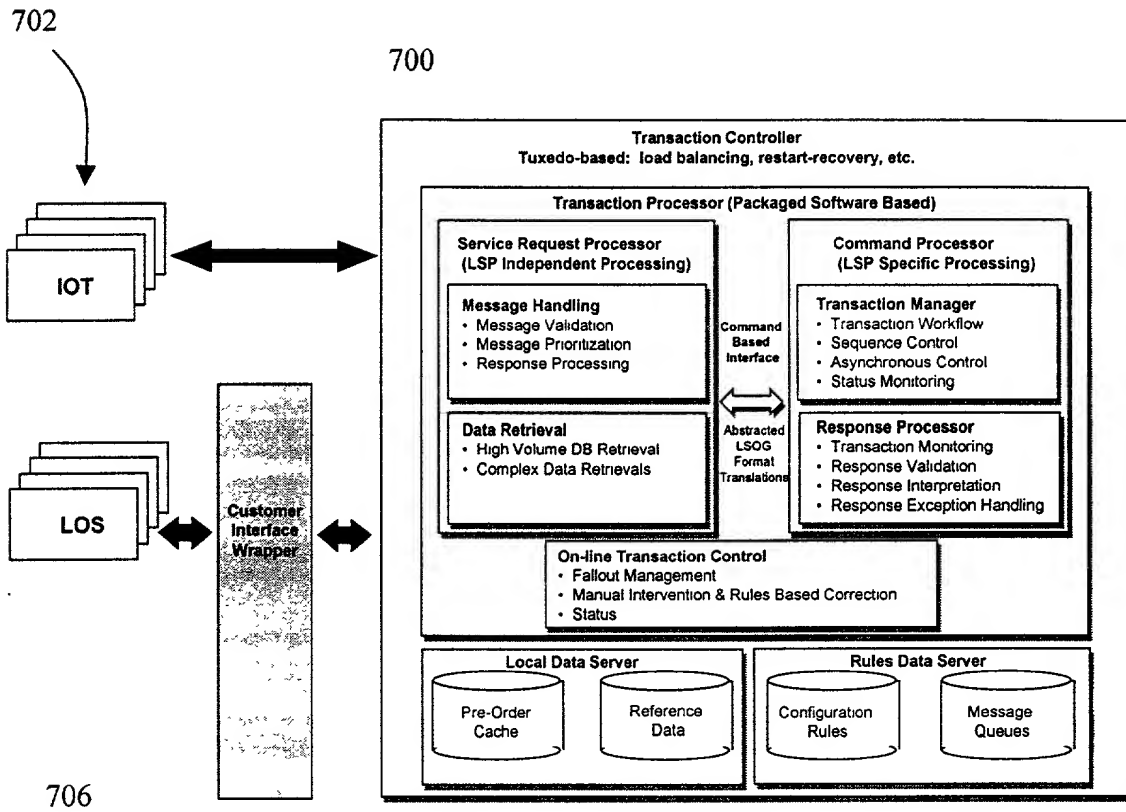 702
700
Transaction Controller
Tuxedo-based: load balancing, restart-recovery, etc.
Transaction Processor (Packaged Software Based)
Service Request Processor
(LSP Independent Processing)
Message Handling
• Message Validation
• Message Prioritization
• Response Processing
Data Retrieval
• High Volume DB Retrieval
• Complex Data Retrievals
Command
Based
Interface
Abstracted
LSOG
Format
Translations
Command Processor
(LSP Specific Processing)
Transaction Manager
• Transaction Workflow
• Sequence Control
• Asynchronous Control
• Status Monitoring
Response Processor
• Transaction Monitoring
• Response Validation
• Response Interpretation
• Response Exception Handling
On-line Transaction Control
• Fallout Management
• Manual Intervention & Rules Based Correction
• Status
Local Data Server
Pre-Order
Cache
Reference
Data
Rules Data Server
Configuration
Rules
Message
Queues
IOT
LOS
Customer
Interface
Wrapper
706